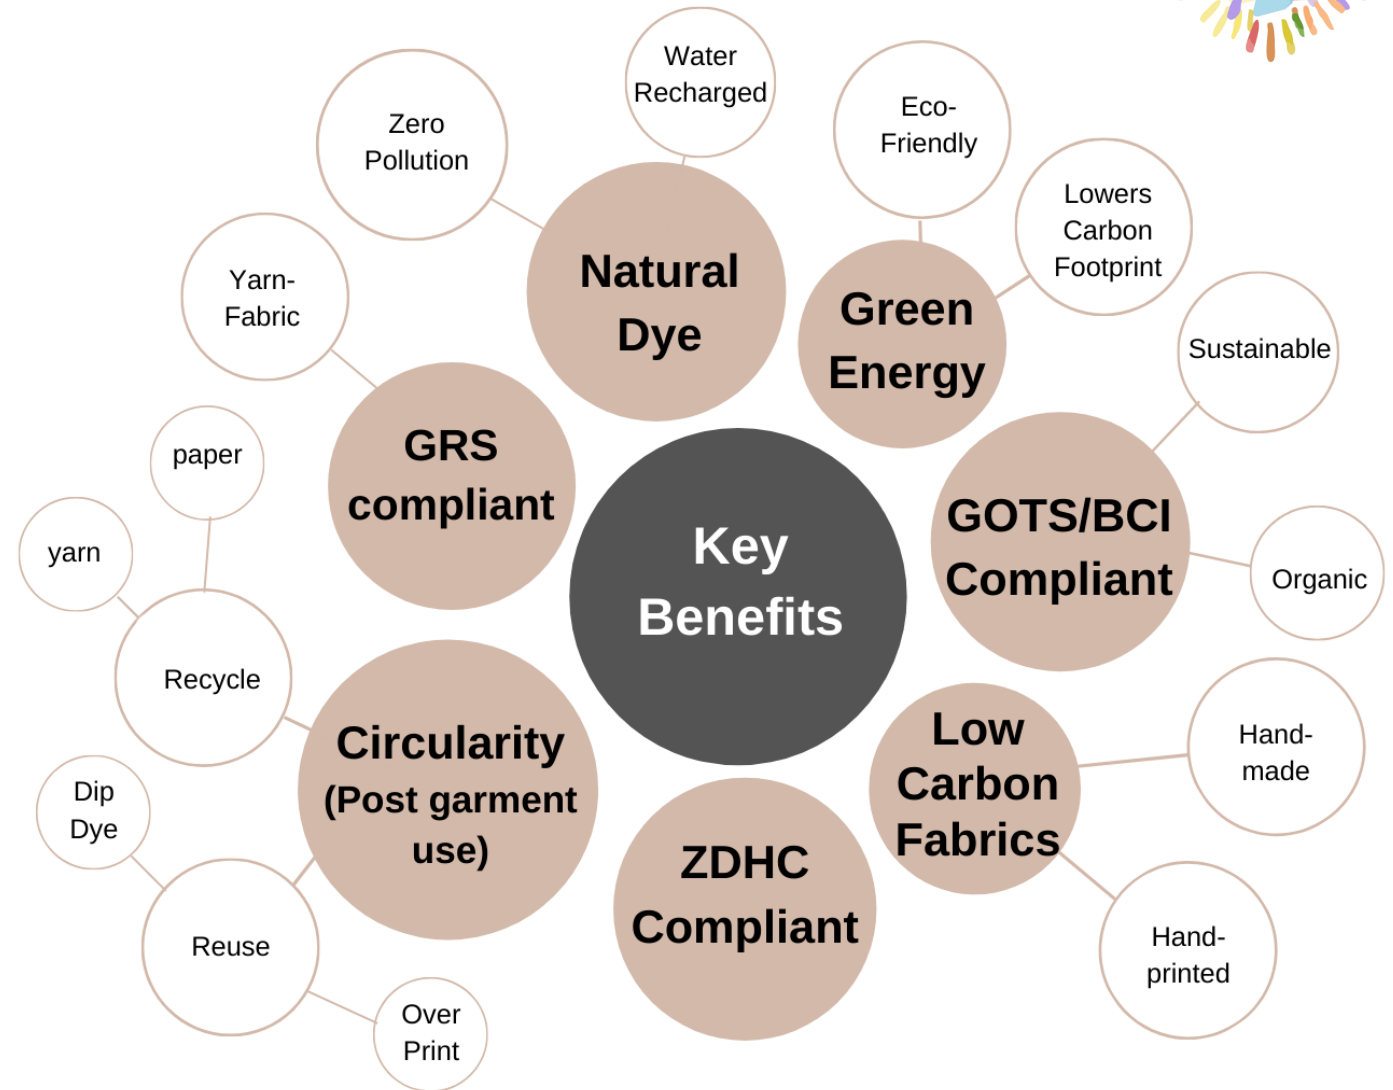 Water
Recharged
Zero
Pollution
Eco-
Friendly
Lowers
Carbon
Footprint
Yarn-
Fabric
Natural
Dye
Green
Energy
Sustainable
GRS
compliant
paper
yarn
Key
Benefits
GOTS/BCI
Compliant
Organic
Recycle
Circularity
(Post garment
use)
Low
Carbon
Fabrics
Hand-
made
Dip
Dye
ZDHC
Compliant
Reuse
Hand-
printed
Over
Print